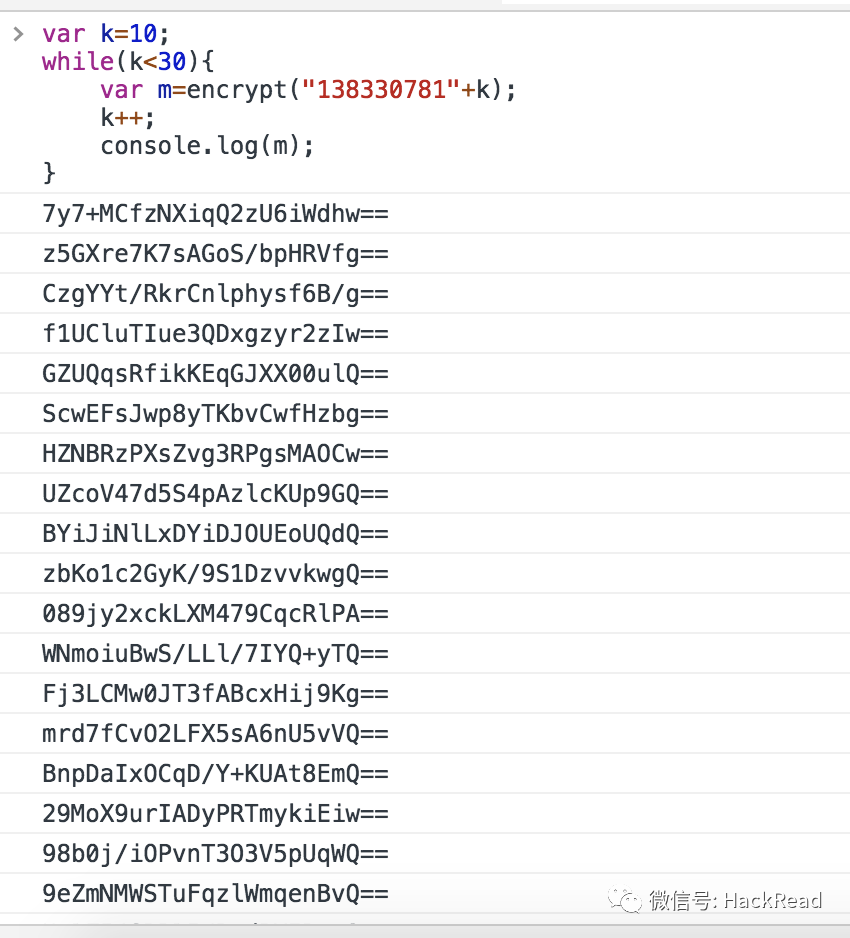 > var k=10;
while(k<30){
    var m=encrypt("138330781"+k);
    k++;
    console.log(m);
}
7y7+MCfzNXiqQ2zU6iWdhw==
z5GXre7K7sAGoS/bpHRVfg==
CzgYYt/RkrCnlphysf6B/g==
f1UCluTIue3QDxgzyr2zIw==
GZUQqsRfikKEqGJXX00ulQ==
ScwEFsJwp8yTKbvCwfHzbg==
HZNBRzPXsZvg3RPgsMAOCw==
UZcoV47d5S4pAzlcKUp9GQ==
BYiJiNlLxDYiDJOUEoUQdQ==
zbKo1c2GyK/9S1DzvvkwgQ==
089jy2xckLXM479CqcRlPA==
WNmoiuBwS/LLl/7IYQ+yTQ==
Fj3LCMw0JT3fABcxHij9Kg==
mrd7fCvO2LFX5sA6nU5vVQ==
BnpDaIxOCqD/Y+KUAt8EmQ==
29MoX9urIADyPRTmykiEiw==
98b0j/iOPvnT3O3V5pUqWQ==
9eZmNMWSTuFqzlWmqenBvQ==
微信号: HackRead